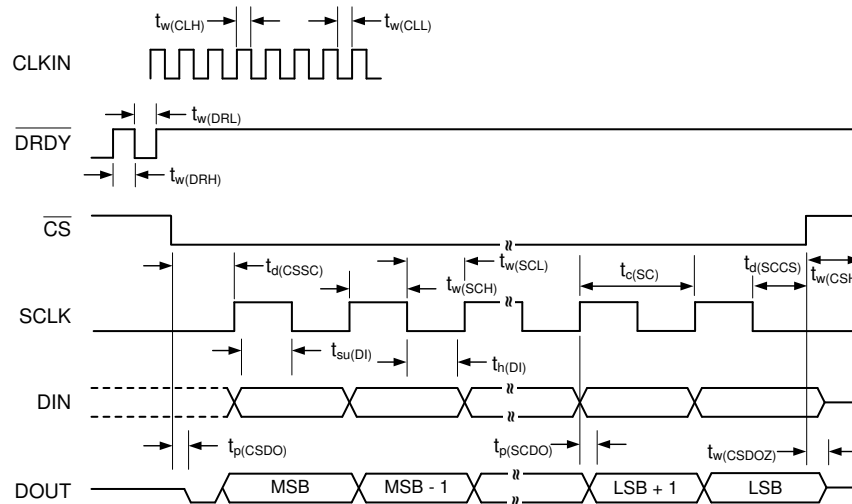 tw(CLH) tw(CLL)
CLKIN
tw(DRL)
DRDY
tw(DRH)
CS
td(CSSC) tw(SCL) tc(SC) td(SCCS)
tw(SCH) tw(CSH
SCLK
tsu(DI) th(DI)
DIN
tp(CSDO) tp(SCDO) tw(CSDOZ)
DOUT MSB MSB - 1 LSB + 1 LSB